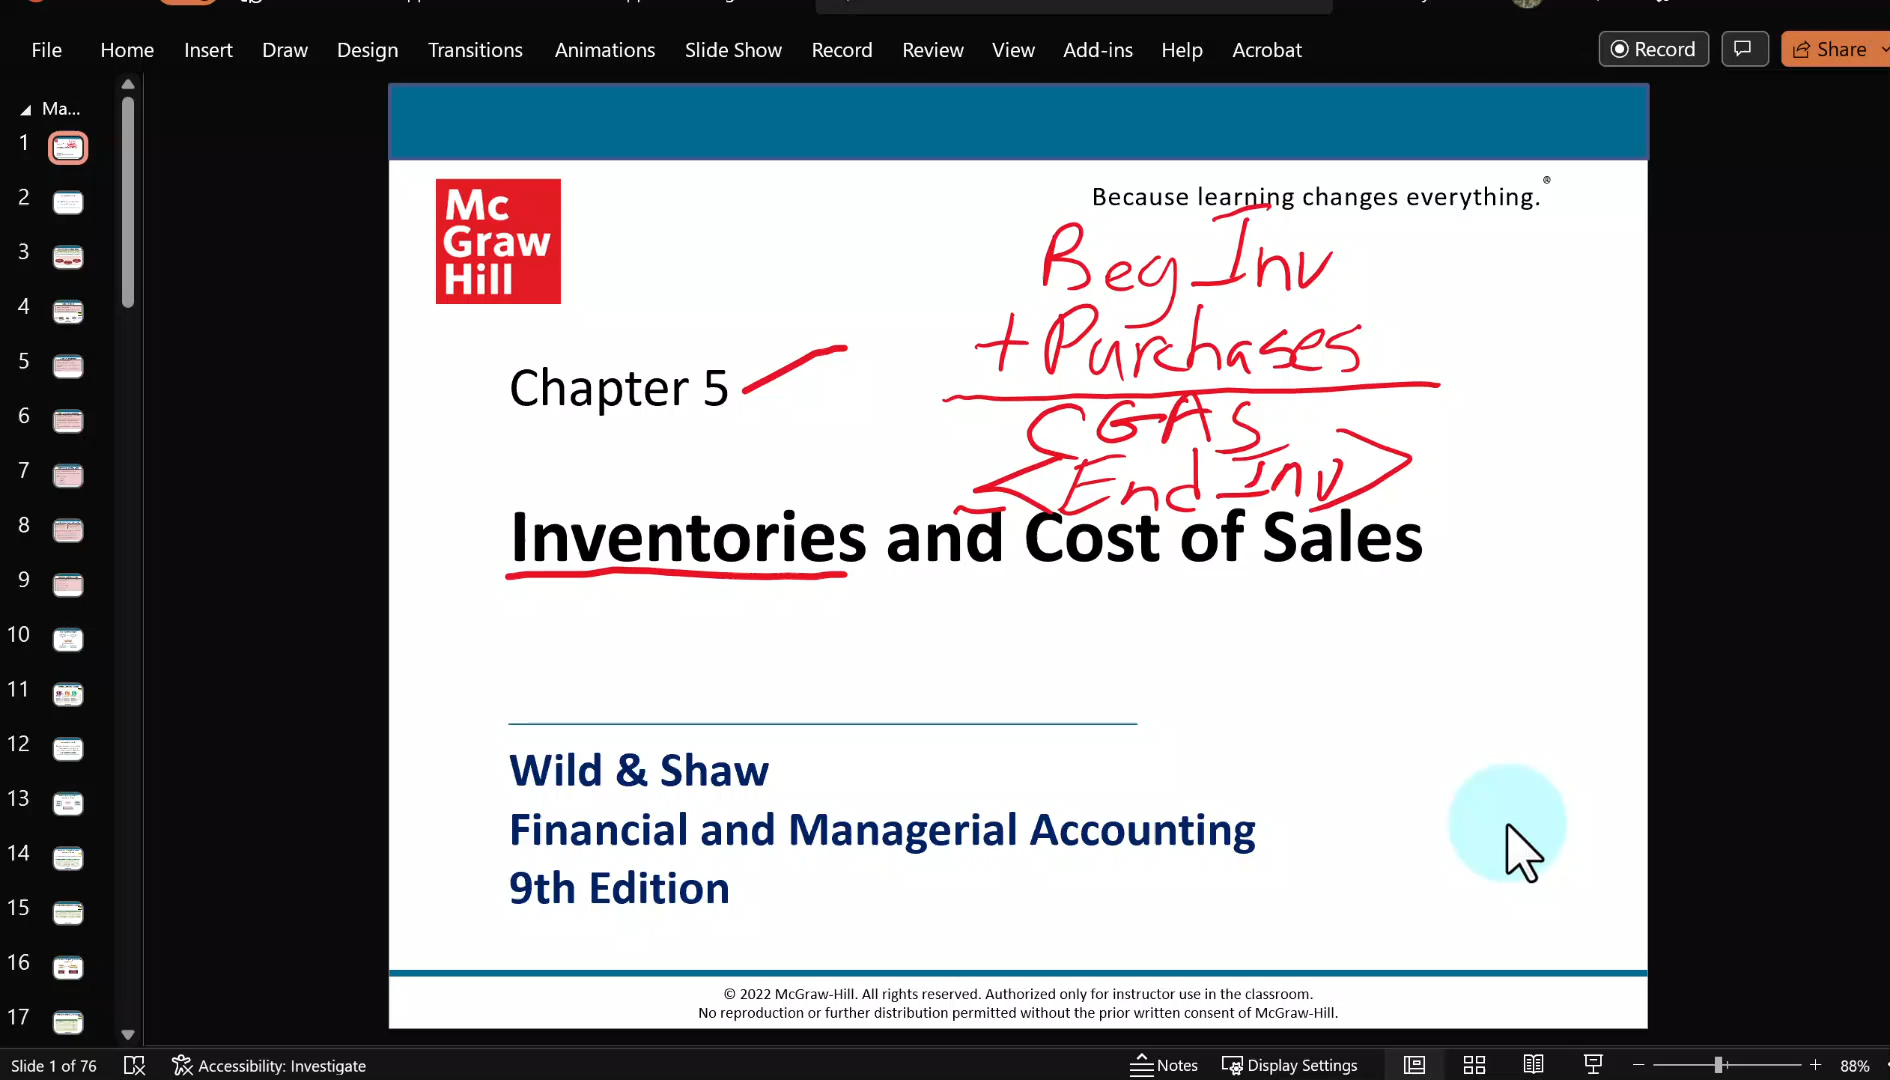 File Home Insert Draw Design Transitions Animations Slide Show Record Review View Add-ins Help Acrobat Record Share
Ma...
1
2
3
4
5
6
7
8
9
10
11
12
13
14
15
16
17
Mc
Graw
Hill
Because learning changes everything.®
Beg Inv
+ Purchases
CGAS
<End Inv>
Chapter 5
Inventories and Cost of Sales
Wild & Shaw
Financial and Managerial Accounting
9th Edition
© 2022 McGraw-Hill. All rights reserved. Authorized only for instructor use in the classroom.
No reproduction or further distribution permitted without the prior written consent of McGraw-Hill.
Slide 1 of 76 Accessibility: Investigate Notes Display Settings 88%